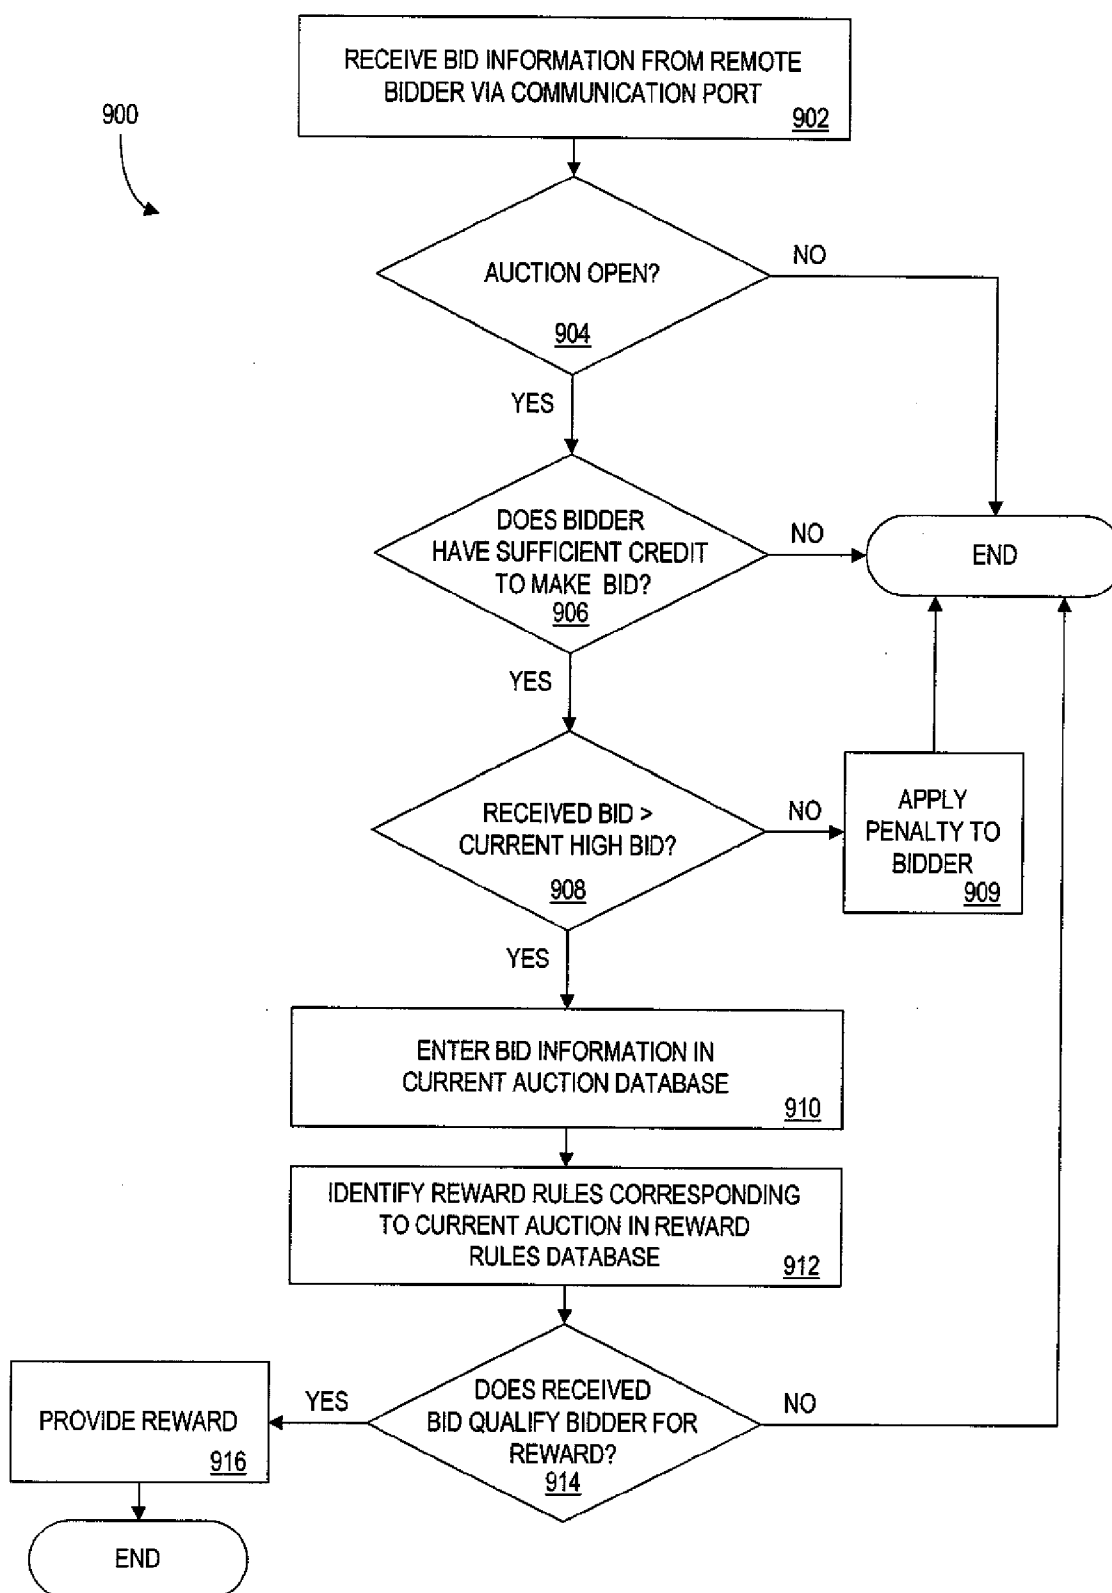 RECEIVE BID INFORMATION FROM REMOTE
BIDDER VIA COMMUNICATION PORT
902
900
AUCTION OPEN?
904
NO
YES
DOES BIDDER
HAVE SUFFICIENT CREDIT
TO MAKE BID?
906
NO
END
YES
RECEIVED BID >
CURRENT HIGH BID?
908
NO
APPLY
PENALTY TO
BIDDER
909
YES
ENTER BID INFORMATION IN
CURRENT AUCTION DATABASE
910
IDENTIFY REWARD RULES CORRESPONDING
TO CURRENT AUCTION IN REWARD
RULES DATABASE
912
DOES RECEIVED
BID QUALIFY BIDDER FOR
REWARD?
914
NO
YES
PROVIDE REWARD
916
END